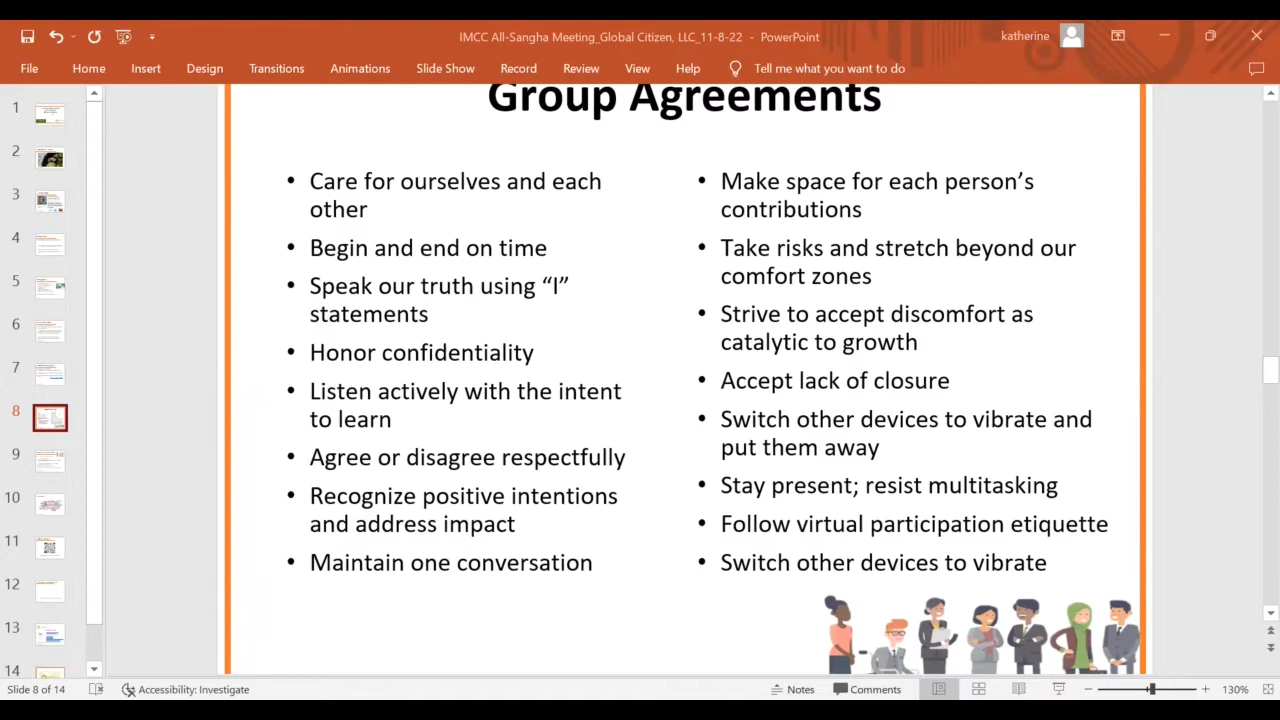 IMCC All-Sangha Meeting_Global Citizen, LLC_11-8-22 - PowerPoint
katherine
File Home Insert Design Transitions Animations Slide Show Record Review View Help Tell me what you want to do
1
2
3
4
5
6
7
8
9
10
11
12
13
14
Group Agreements
• Care for ourselves and each
other
• Begin and end on time
• Speak our truth using “I”
statements
• Honor confidentiality
• Listen actively with the intent
to learn
• Agree or disagree respectfully
• Recognize positive intentions
and address impact
• Maintain one conversation
• Make space for each person’s
contributions
• Take risks and stretch beyond our
comfort zones
• Strive to accept discomfort as
catalytic to growth
• Accept lack of closure
• Switch other devices to vibrate and
put them away
• Stay present; resist multitasking
• Follow virtual participation etiquette
• Switch other devices to vibrate
Slide 8 of 14 Accessibility: Investigate Notes Comments 130%